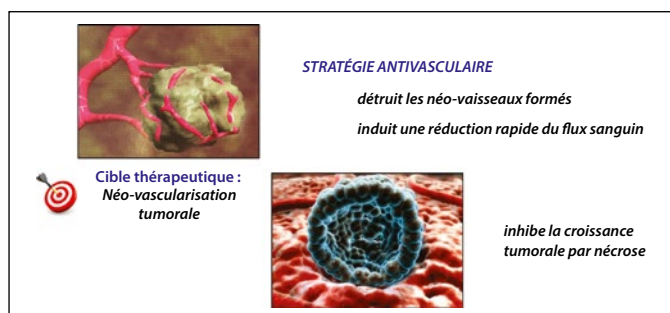 STRATÉGIE ANTIVASCULAIRE
détruit les néo-vaisseaux formés
induit une réduction rapide du flux sanguin
Cible thérapeutique :
Néo-vascularisation
tumorale
inhibe la croissance
tumorale par nécrose